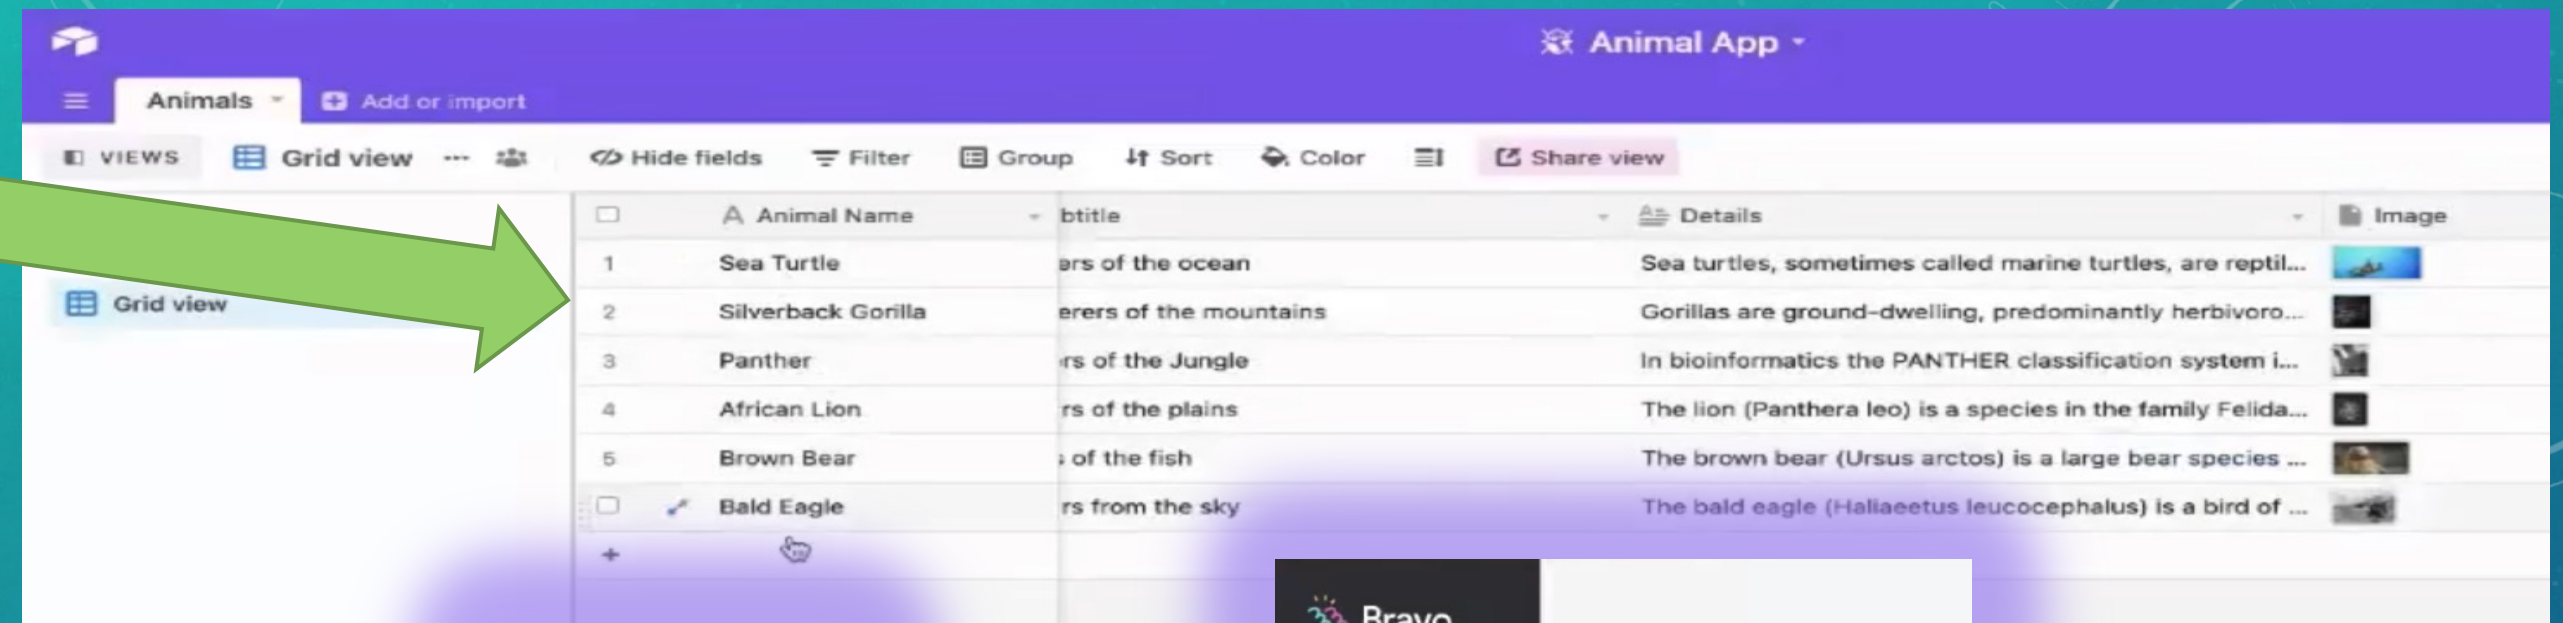 Animal App
Animals Add or import
VIEWS Grid view ... Hide fields Filter Group Sort Color Share view
Animal Name btitle Details Image
1 Sea Turtle ers of the ocean Sea turtles, sometimes called marine turtles, are reptil...
Grid view
2 Silverback Gorilla erers of the mountains Gorillas are ground-dwelling, predominantly herbivoro...
3 Panther rs of the Jungle In bioinformatics the PANTHER classification system i...
4 African Lion rs of the plains The lion (Panthera leo) is a species in the family Felida...
5 Brown Bear of the fish The brown bear (Ursus arctos) is a large bear species ...
Bald Eagle rs from the sky The bald eagle (Haliaeetus leucocephalus) is a bird of ...
+
Bravo